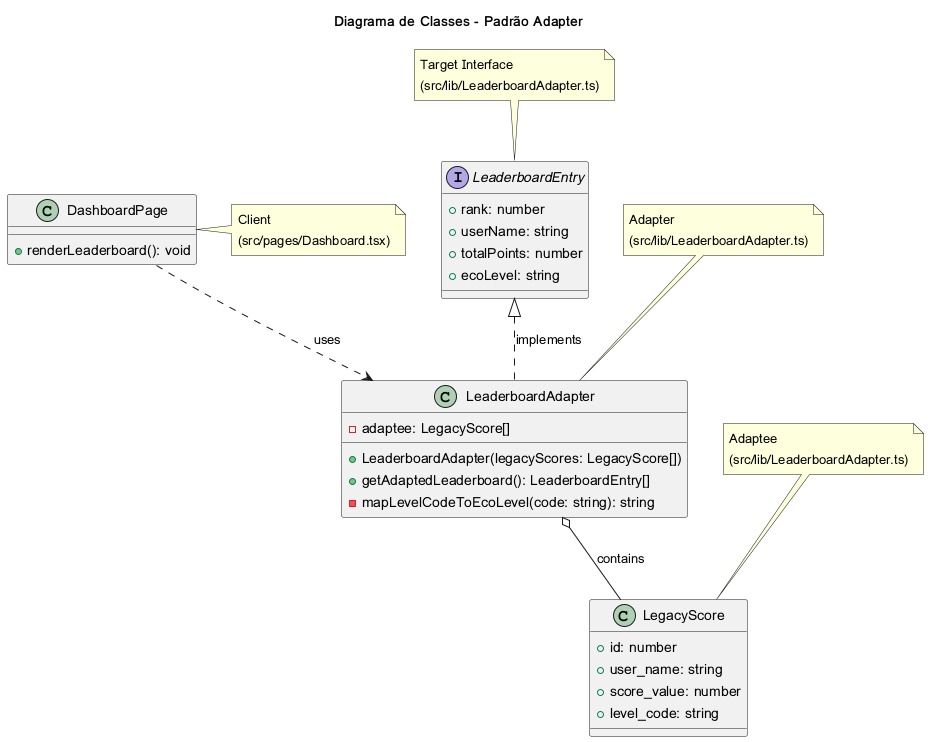 Diagrama de Classes - Padrão Adapter
Target Interface
(src/lib/LeaderboardAdapter.ts)
I LeaderboardEntry
rank: number
userName: string
totalPoints: number
ecoLevel: string
C DashboardPage
renderLeaderboard(): void
Client
(src/pages/Dashboard.tsx)
Adapter
(src/lib/LeaderboardAdapter.ts)
uses
implements
C LeaderboardAdapter
adaptee: LegacyScore[]
LeaderboardAdapter(legacyScores: LegacyScore[])
getAdaptedLeaderboard(): LeaderboardEntry[]
mapLevelCodeToEcoLevel(code: string): string
Adaptee
(src/lib/LeaderboardAdapter.ts)
contains
C LegacyScore
id: number
user_name: string
score_value: number
level_code: string